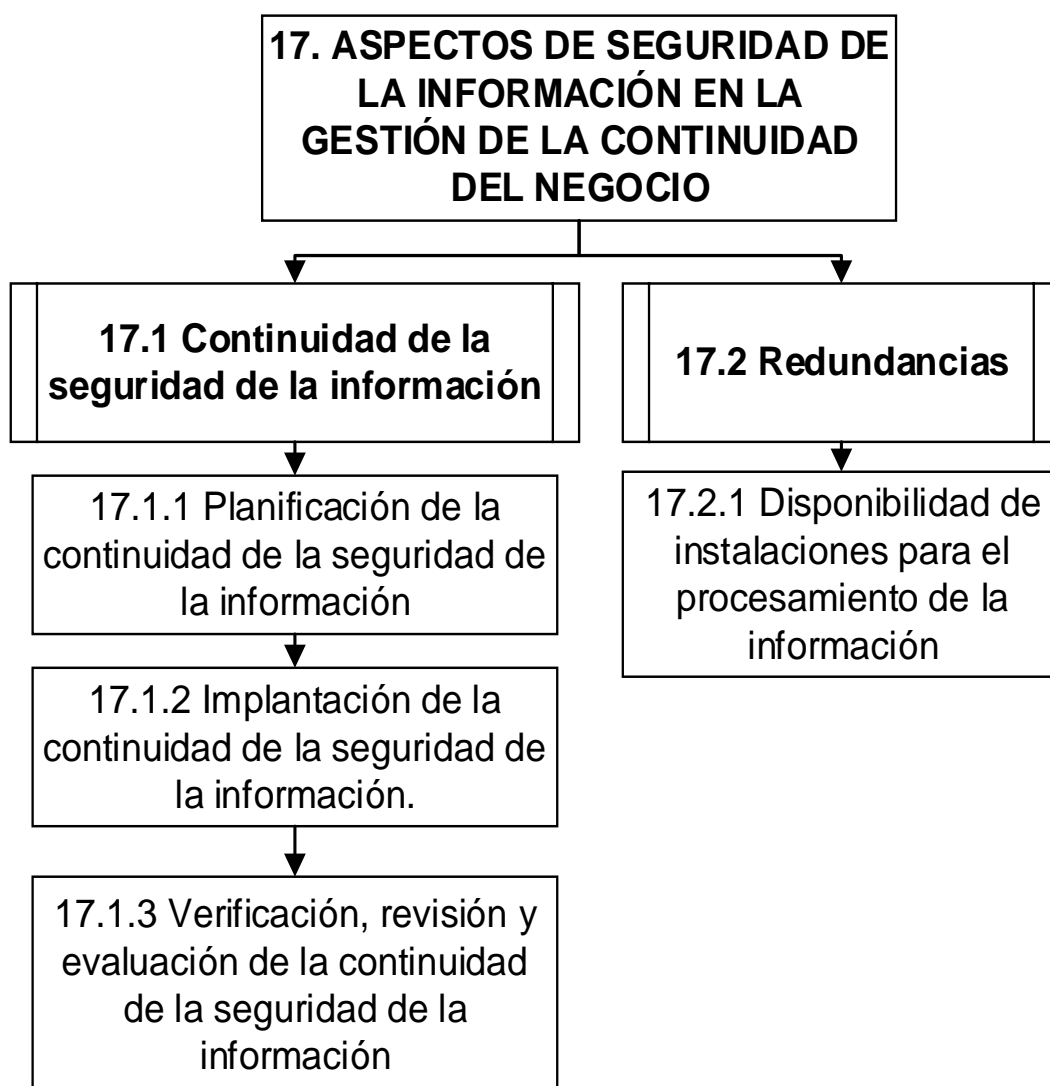 17. ASPECTOS DE SEGURIDAD DE
LA INFORMACIÓN EN LA
GESTIÓN DE LA CONTINUIDAD
DEL NEGOCIO
17.1 Continuidad de la
seguridad de la información
17.2 Redundancias
17.1.1 Planificación de la
continuidad de la seguridad de
la información
17.2.1 Disponibilidad de
instalaciones para el
procesamiento de la
información
17.1.2 Implantación de la
continuidad de la seguridad de
la información.
17.1.3 Verificación, revisión y
evaluación de la continuidad
de la seguridad de la
información